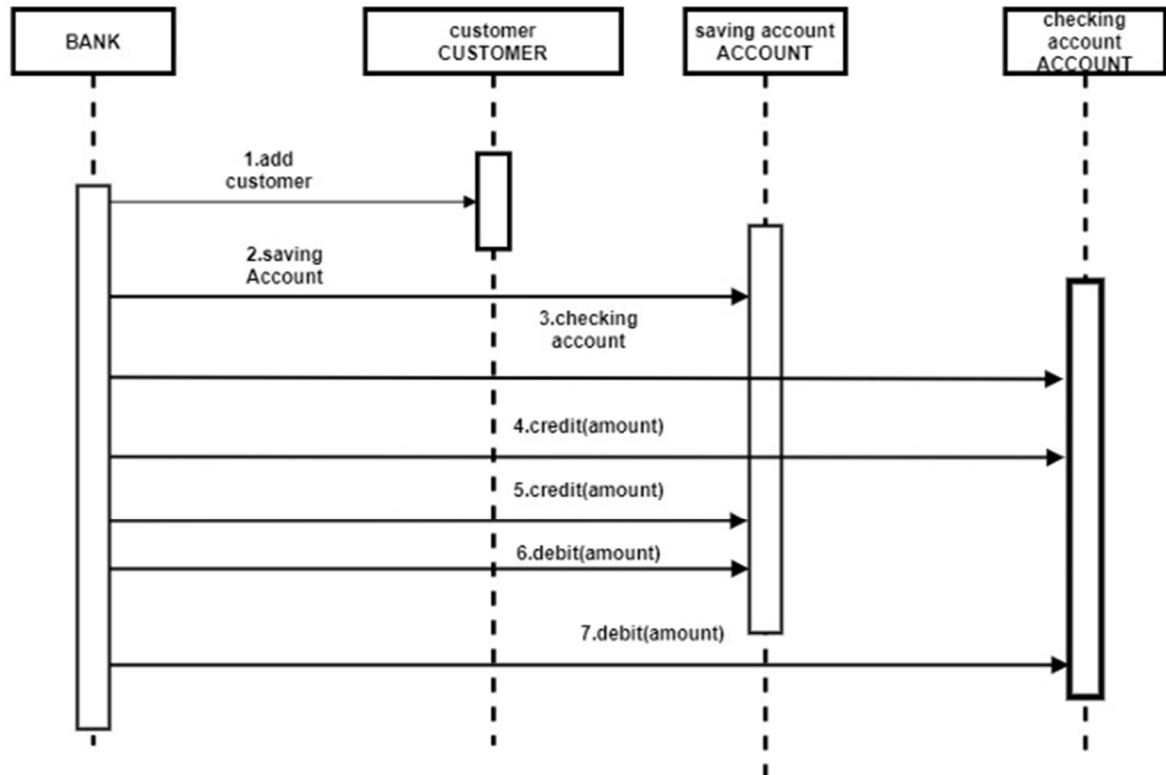 BANK
customer
CUSTOMER
saving account
ACCOUNT
checking
account
ACCOUNT
1.add
customer
2.saving
Account
3.checking
account
4.credit(amount)
5.credit(amount)
6.debit(amount)
7.debit(amount)